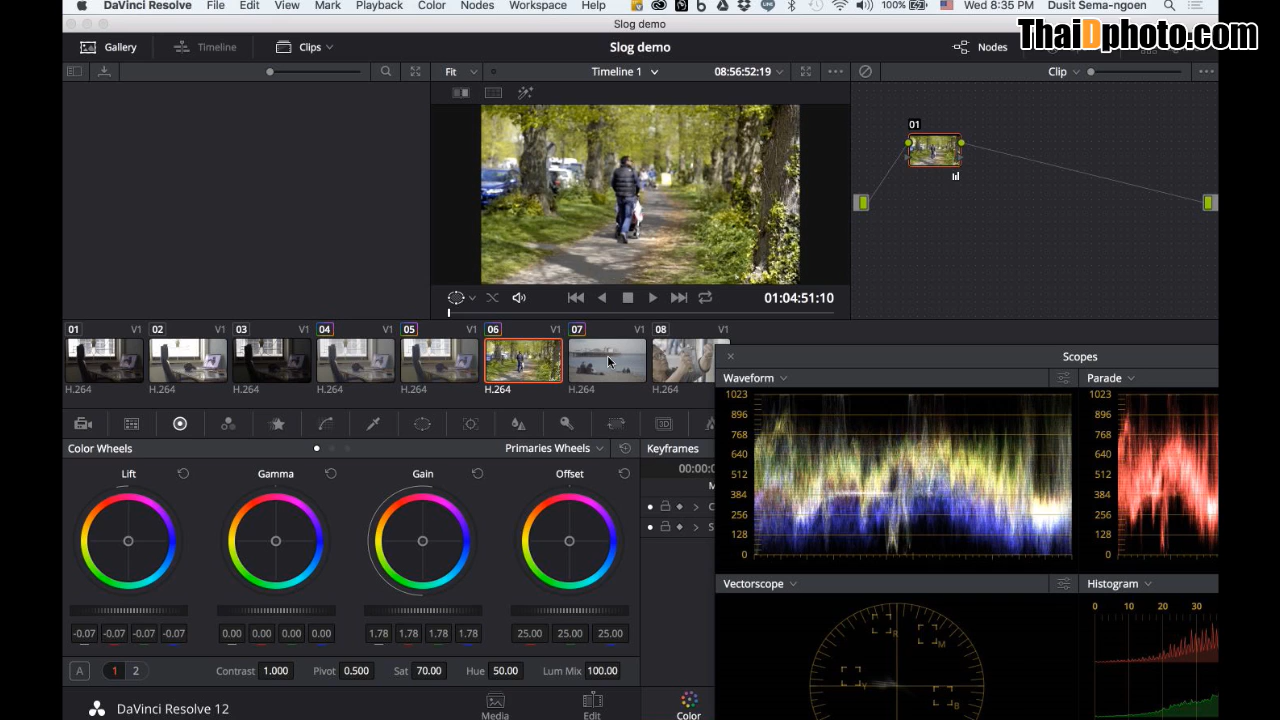 DaVinci Resolve File Edit View Mark Playback Color Nodes Workspace Help 100% Wed 8:35 PM Dusit Sema-ngoen
Slog demo
ThaiDphoto.com
Gallery Timeline Clips Slog demo Nodes
Fit Timeline 1 08:56:52:19 Clip
01
01:04:51:10
01 V1 02 V1 03 V1 04 V1 05 V1 06 V1 07 V1 08 V1
H.264 H.264 H.264 H.264 H.264 H.264 H.264 H.264
Scopes
Waveform Parade
1023 1023
896 896
768 768
640 640
512 512
384 384
256 256
128 128
0 0
Color Wheels Primaries Wheels Keyframes
Lift Gamma Gain Offset
-0.07 -0.07 -0.07 -0.07 0.00 0.00 0.00 0.00 1.78 1.78 1.78 1.78 25.00 25.00 25.00
A 1 2 Contrast 1.000 Pivot 0.500 Sat 70.00 Hue 50.00 Lum Mix 100.00
Vectorscope Histogram
0 10 20 30
R
M
Y
B
DaVinci Resolve 12 Media Edit Color